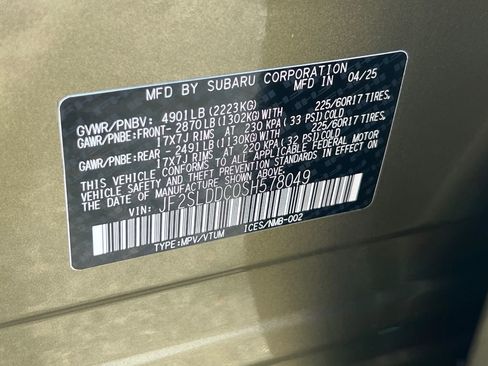 MFD BY SUBARU CORPORATION
MFD. IN 04/25
GVWR/PNBV: 4901LB(2223KG)
GAWR/PNBE:FRONT- 2870LB(1302KG)WITH 225/60R17 TIRES,
17X7J RIMS AT 230 KPA(33 PSI)COLD
GAWR/PNBE:REAR - 2491LB(1130KG)WITH 225/60R17 TIRES,
17X7J RIMS AT 220 KPA(32 PSI)COLD
THIS VEHICLE CONFORMS TO ALL APPLICABLE FEDERAL MOTOR
VEHICLE SAFETY AND THEFT PREVENTION STANDARDS
IN EFFECT ON THE DATE OF MANUFACTURE SHOWN ABOVE.
VIN: JF2SLDDC0SH578049
TYPE:MPV/VTUM ICES/NMB-002